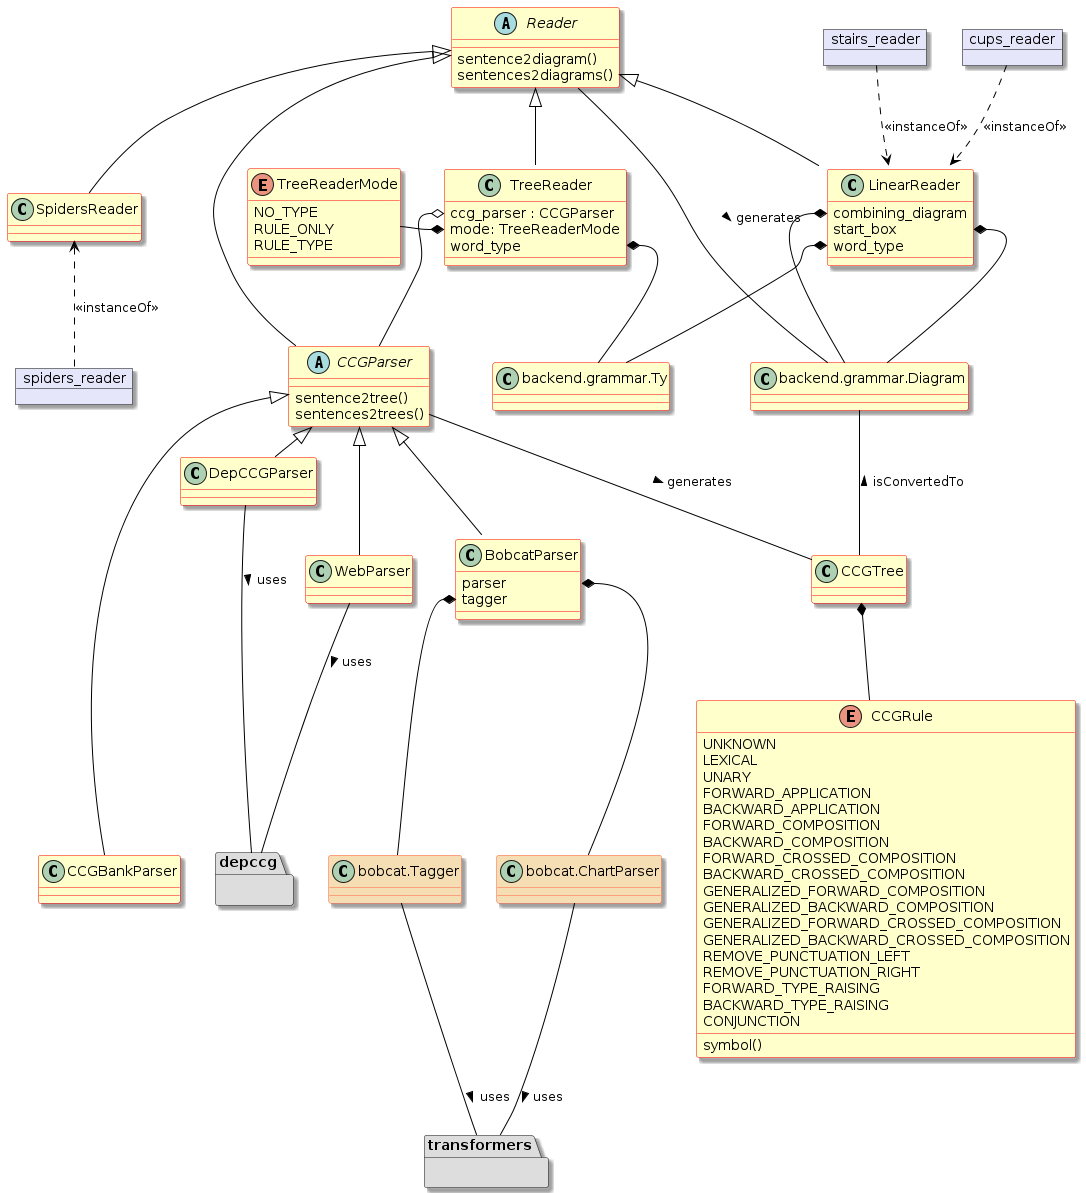 A Reader
sentence2diagram()
sentences2diagrams()
stairs_reader
cups_reader
«instanceOf»
«instanceOf»
C SpidersReader
E TreeReaderMode
NO_TYPE
RULE_ONLY
RULE_TYPE
C TreeReader
ccg_parser : CCGParser
mode: TreeReaderMode
word_type
generates
C LinearReader
combining_diagram
start_box
word_type
«instanceOf»
spiders_reader
A CCGParser
sentence2tree()
sentences2trees()
C backend.grammar.Ty
C backend.grammar.Diagram
C DepCCGParser
generates
isConvertedTo
uses
C WebParser
C BobcatParser
parser
tagger
C CCGTree
uses
E CCGRule
UNKNOWN
LEXICAL
UNARY
FORWARD_APPLICATION
BACKWARD_APPLICATION
FORWARD_COMPOSITION
BACKWARD_COMPOSITION
FORWARD_CROSSED_COMPOSITION
BACKWARD_CROSSED_COMPOSITION
GENERALIZED_FORWARD_COMPOSITION
GENERALIZED_BACKWARD_COMPOSITION
GENERALIZED_FORWARD_CROSSED_COMPOSITION
GENERALIZED_BACKWARD_CROSSED_COMPOSITION
REMOVE_PUNCTUATION_LEFT
REMOVE_PUNCTUATION_RIGHT
FORWARD_TYPE_RAISING
BACKWARD_TYPE_RAISING
CONJUNCTION
symbol()
C CCGBankParser
depccg
C bobcat.Tagger
C bobcat.ChartParser
uses
uses
transformers